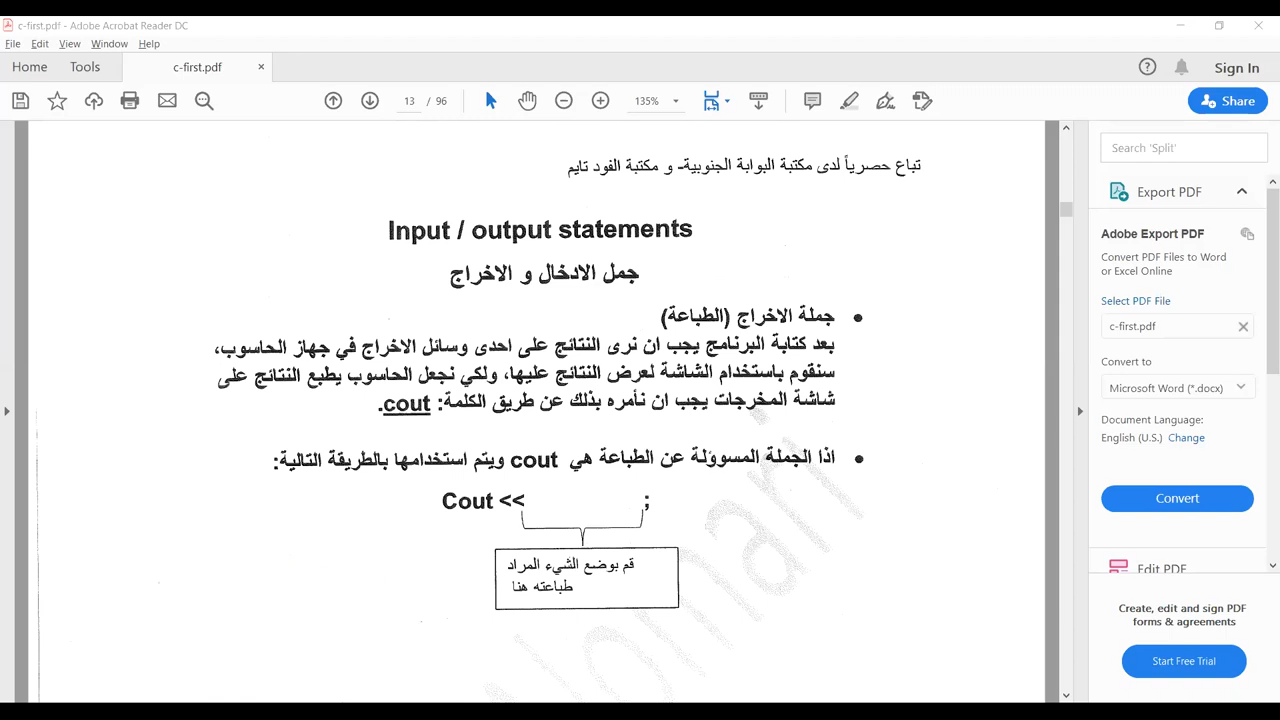 c-first.pdf - Adobe Acrobat Reader DC
File Edit View Window Help
Home Tools c-first.pdf ×
Sign In
13 / 96
135%
Share
تباع حصرياً لدى مكتبة البوابة الجنوبية- و مكتبة الفود تايم
Input / output statements
جمل الادخال و الاخراج
• جملة الاخراج (الطباعة)
بعد كتابة البرنامج يجب ان نرى النتائج على احدى وسائل الاخراج في جهاز الحاسوب،
سنقوم باستخدام الشاشة لعرض النتائج عليها، ولكي نجعل الحاسوب يطبع النتائج على
شاشة المخرجات يجب ان نأمره بذلك عن طريق الكلمة: cout.
• اذا الجملة المسوؤلة عن الطباعة هي cout ويتم استخدامها بالطريقة التالية:
Cout << ;
قم بوضع الشيء المراد
طباعته هنا
Search 'Split'
Export PDF
Adobe Export PDF
Convert PDF Files to Word
or Excel Online
Select PDF File
c-first.pdf
Convert to
Microsoft Word (*.docx)
Document Language:
English (U.S.) Change
Convert
Edit PDF
Create, edit and sign PDF
forms & agreements
Start Free Trial